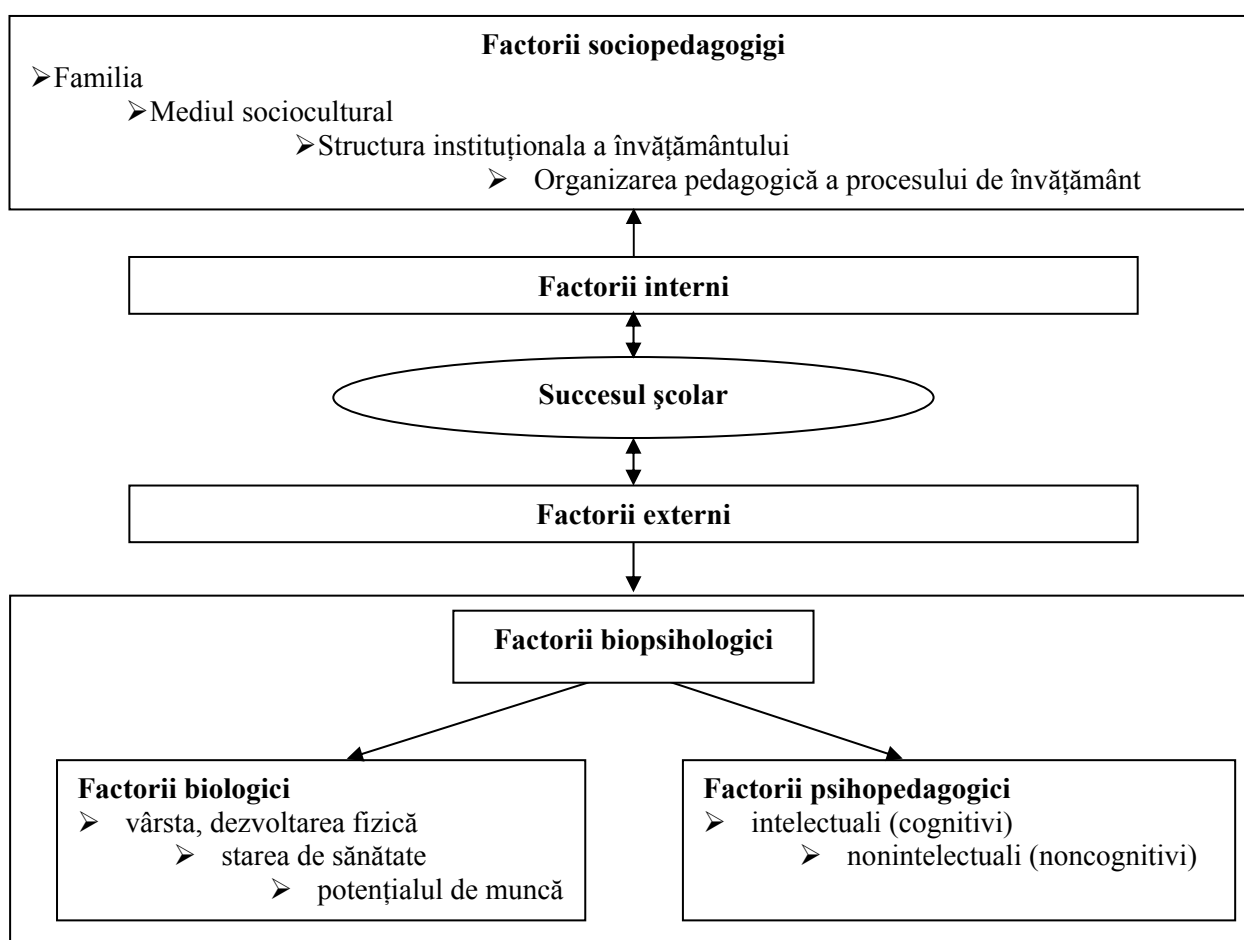 Factorii sociopedagogigi
➢Familia
➢Mediul sociocultural
➢Structura instituționala a învățământului
➢ Organizarea pedagogică a procesului de învățământ
Factorii interni
Succesul şcolar
Factorii externi
Factorii biopsihologici
Factorii biologici
➢ vârsta, dezvoltarea fizică
➢ starea de sănătate
➢ potențialul de muncă
Factorii psihopedagogici
➢ intelectuali (cognitivi)
➢ nonintelectuali (noncognitivi)